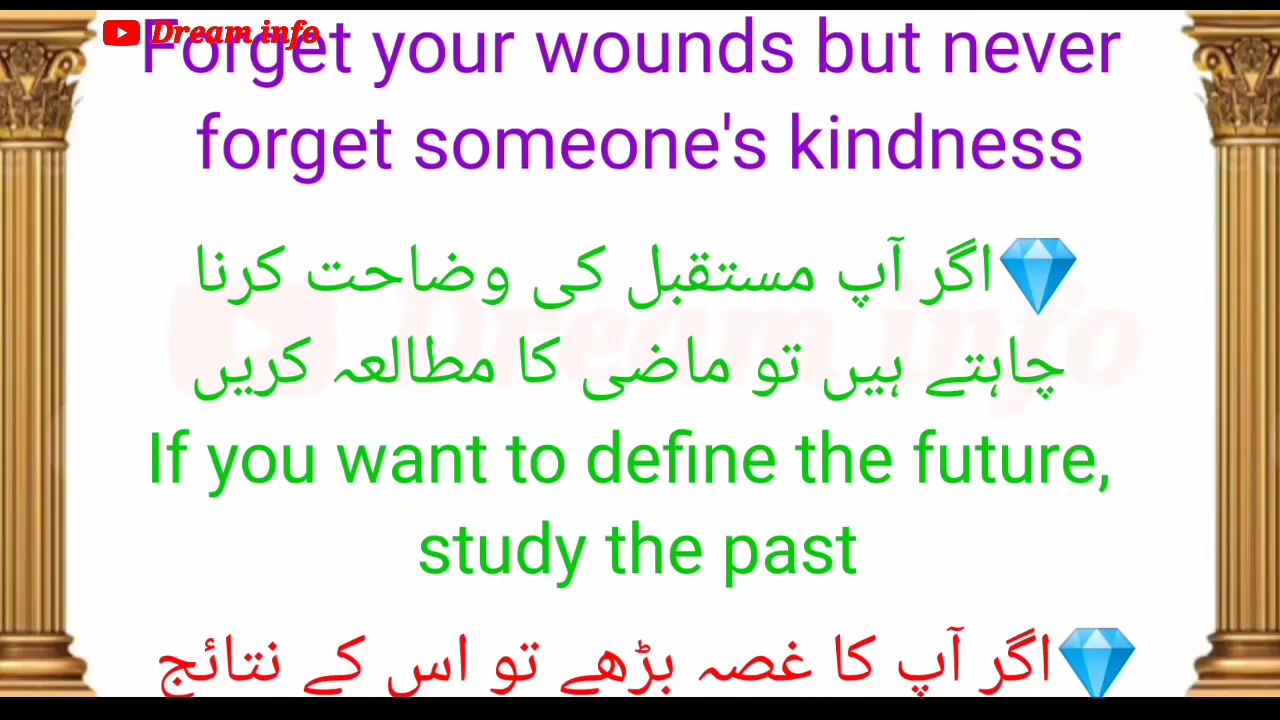 Dream info
Forget your wounds but never
forget someone's kindness
💎اگر آپ مستقبل کی وضاحت کرنا
چاہتے ہیں تو ماضی کا مطالعہ کریں
Dream info
If you want to define the future,
study the past
💎اگر آپ کا غصہ بڑھے تو اس کے نتائج